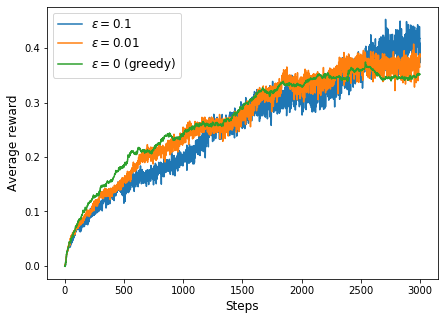 ε = 0.1
ε = 0.01
ε = 0 (greedy)
Average reward
0.4
0.3
0.2
0.1
0.0
0
500
1000
1500
2000
2500
3000
Steps